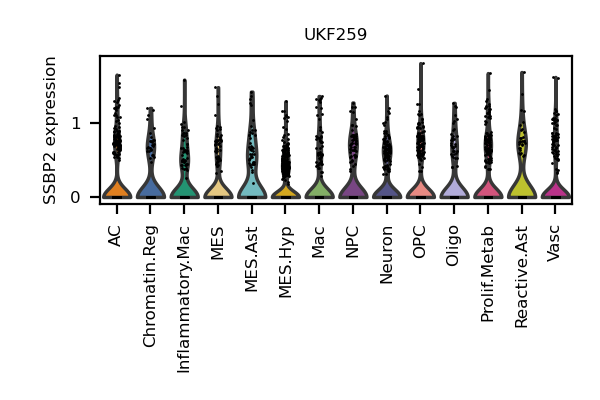 UKF259
SSBP2 expression
1
0
AC
Chromatin.Reg
Inflammatory.Mac
MES
MES.Ast
MES.Hyp
Mac
NPC
Neuron
OPC
Oligo
Prolif.Metab
Reactive.Ast
Vasc